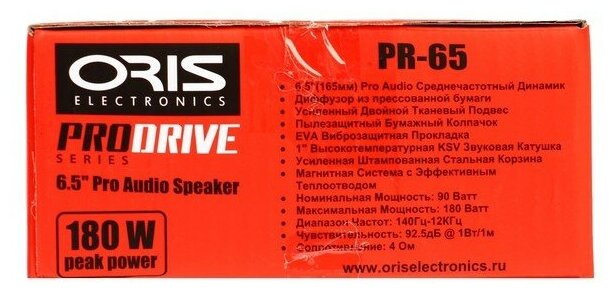 ORIS
ELECTRONICS
PRODRIVE
SERIES
6.5" Pro Audio Speaker
180 W
peak power
PR-65
• 6.5"(165мм) Pro Audio Среднечастотный Динамик
• Диффузор из прессованной бумаги
• Усиленный Двойной Тканевый Подвес
• Пылезащитный Бумажный Колпачок
• EVA Виброзащитная Прокладка
• 1" Высокотемпературная KSV Звуковая Катушка
• Усиленная Штампованная Стальная Корзина
• Магнитная Система с Эффективным
Теплоотводом
• Номинальная Мощность: 90 Ватт
• Максимальная Мощность: 180 Ватт
• Диапазон Частот: 140Гц-12КГц
• Чувствительность: 92.5дБ @ 1Вт/1м
• Сопротивление: 4 Ом
www.oriselectronics.ru